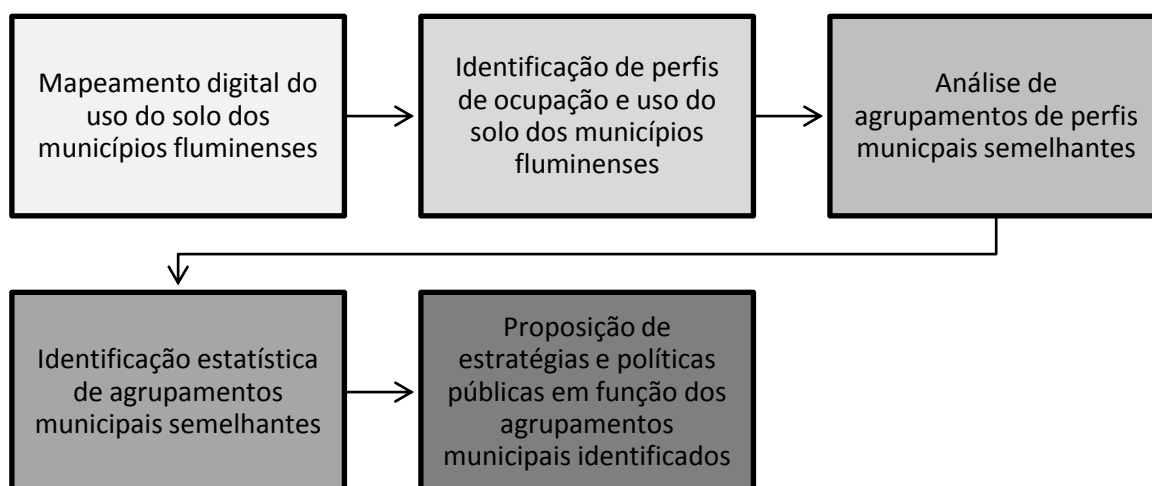 Mapeamento digital do
uso do solo dos
municípios fluminenses
Identificação de perfis
de ocupação e uso do
solo dos municípios
fluminenses
Análise de
agrupamentos de perfis
municpais semelhantes
Identificação estatística
de agrupamentos
municipais semelhantes
Proposição de
estratégias e políticas
públicas em função dos
agrupamentos
municipais identificados